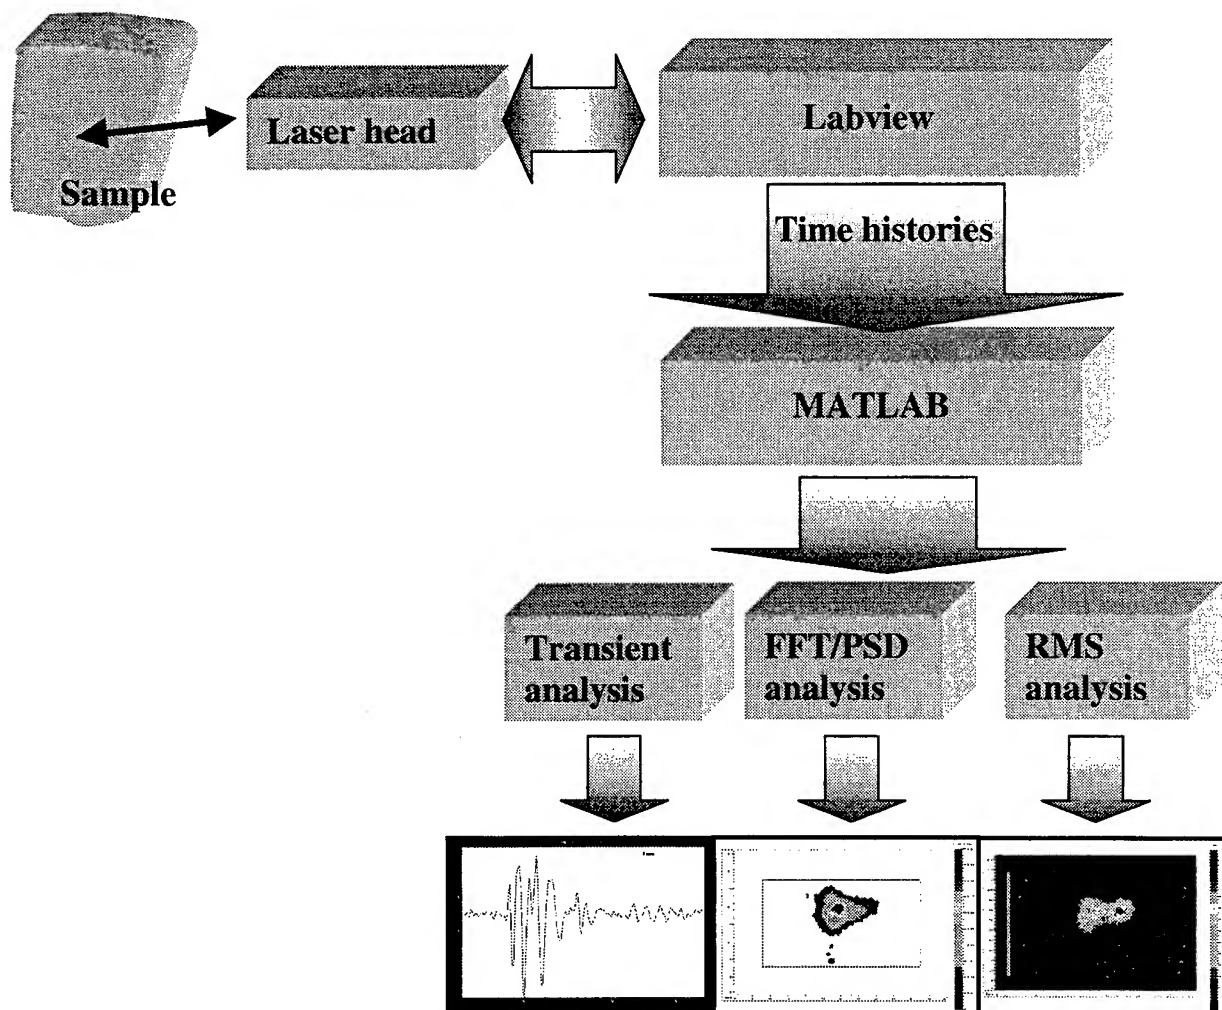 Sample
Laser head
Labview
Time histories
MATLAB
Transient
analysis
FFT/PSD
analysis
RMS
analysis